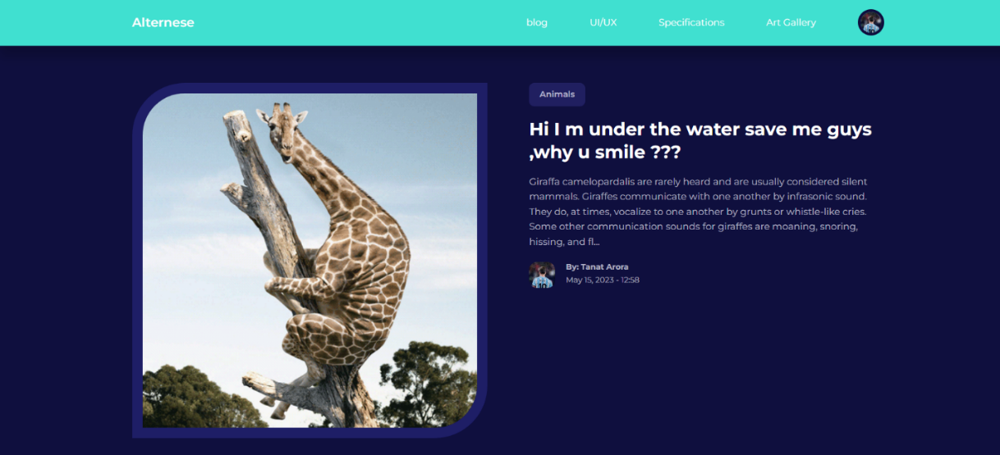 Alternese
blog
UI/UX
Specifications
Art Gallery
Animals
Hi I m under the water save me guys
,why u smile ???
Giraffa camelopardalis are rarely heard and are usually considered silent
mammals. Giraffes communicate with one another by infrasonic sound.
They do, at times, vocalize to one another by grunts or whistle-like cries.
Some other communication sounds for giraffes are moaning, snoring,
hissing, and fl...
By: Tanat Arora
May 15, 2023 - 12:58